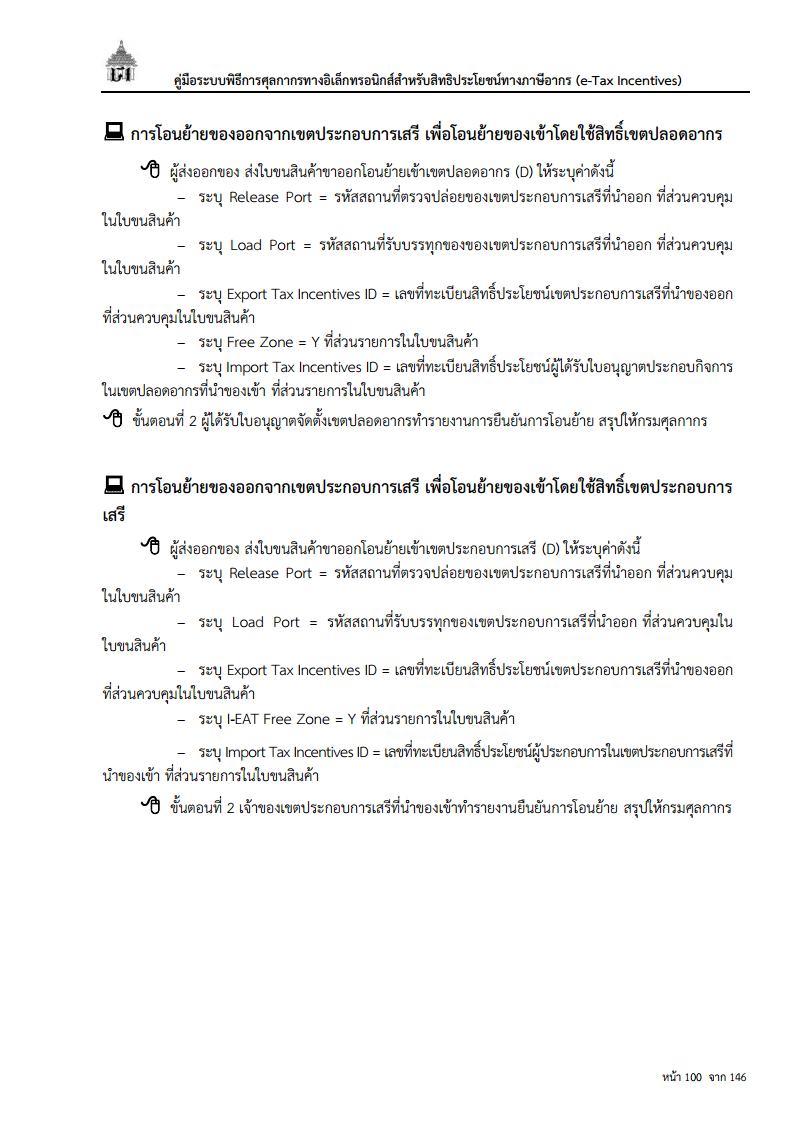 คู่มือระบบพิธีการศุลกากรทางอิเล็กทรอนิกส์สำหรับสิทธิประโยชน์ทางภาษีอากร (e-Tax Incentives)
การโอนย้ายของออกจากเขตประกอบการเสรี เพื่อโอนย้ายของเข้าโดยใช้สิทธิ์เขตปลอดอากร
ผู้ส่งออกของ ส่งใบขนสินค้าขาออกโอนย้ายเข้าเขตปลอดอากร (D) ให้ระบุค่าดังนี้
– ระบุ Release Port = รหัสสถานที่ตรวจปล่อยของเขตประกอบการเสรีที่นำออก ที่ส่วนควบคุม
ในใบขนสินค้า
– ระบุ Load Port = รหัสสถานที่รับบรรทุกของของเขตประกอบการเสรีที่นำออก ที่ส่วนควบคุม
ในใบขนสินค้า
– ระบุ Export Tax Incentives ID = เลขที่ทะเบียนสิทธิ์ประโยชน์เขตประกอบการเสรีที่นำของออก
ที่ส่วนควบคุมในใบขนสินค้า
– ระบุ Free Zone = Y ที่ส่วนรายการในใบขนสินค้า
– ระบุ Import Tax Incentives ID = เลขที่ทะเบียนสิทธิ์ประโยชน์ผู้ได้รับใบอนุญาตประกอบกิจการ
ในเขตปลอดอากรที่นำของเข้า ที่ส่วนรายการในใบขนสินค้า
ขั้นตอนที่ 2 ผู้ได้รับใบอนุญาตจัดตั้งเขตปลอดอากรทำรายงานการยืนยันการโอนย้าย สรุปให้กรมศุลกากร
การโอนย้ายของออกจากเขตประกอบการเสรี เพื่อโอนย้ายของเข้าโดยใช้สิทธิ์เขตประกอบการ
เสรี
ผู้ส่งออกของ ส่งใบขนสินค้าขาออกโอนย้ายเข้าเขตประกอบการเสรี (D) ให้ระบุค่าดังนี้
– ระบุ Release Port = รหัสสถานที่ตรวจปล่อยของเขตประกอบการเสรีที่นำออก ที่ส่วนควบคุม
ในใบขนสินค้า
– ระบุ Load Port = รหัสสถานที่รับบรรทุกของเขตประกอบการเสรีที่นำออก ที่ส่วนควบคุมใน
ใบขนสินค้า
– ระบุ Export Tax Incentives ID = เลขที่ทะเบียนสิทธิ์ประโยชน์เขตประกอบการเสรีที่นำของออก
ที่ส่วนควบคุมในใบขนสินค้า
– ระบุ I-EAT Free Zone = Y ที่ส่วนรายการในใบขนสินค้า
– ระบุ Import Tax Incentives ID = เลขที่ทะเบียนสิทธิ์ประโยชน์ผู้ประกอบการในเขตประกอบการเสรีที่
นำของเข้า ที่ส่วนรายการในใบขนสินค้า
ขั้นตอนที่ 2 เจ้าของเขตประกอบการเสรีที่นำของเข้าทำรายงานยืนยันการโอนย้าย สรุปให้กรมศุลกากร
หน้า 100 จาก 146